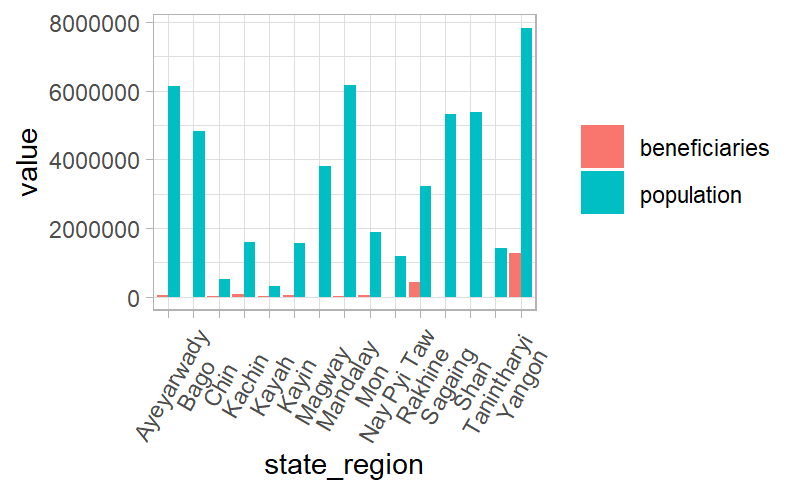 8000000
6000000
4000000
2000000
0
value
Ayeyarwady
Bago
Chin
Kachin
Kayah
Kayin
Magway
Mandalay
Mon
Nay Pyi Taw
Rakhine
Sagaing
Shan
Tanintharyi
Yangon
state_region
beneficiaries
population